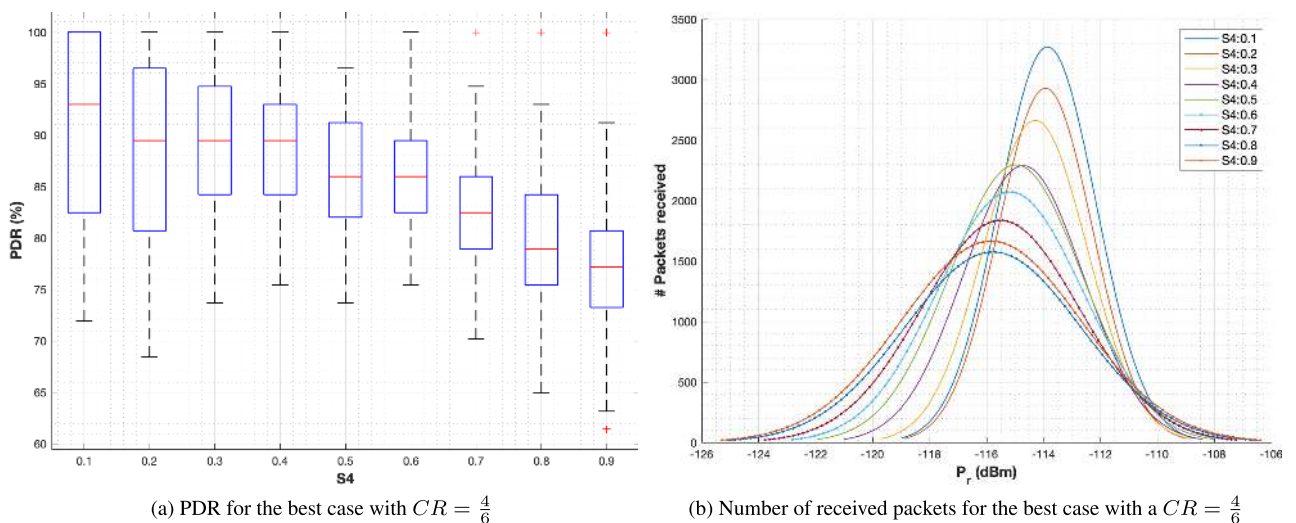 100
95
90
85
80
75
70
65
60
PDR (%)
0.1 0.2 0.3 0.4 0.5 0.6 0.7 0.8 0.9
S4
(a) PDR for the best case with CR = 4/6
3500
3000
2500
2000
1500
1000
500
0
# Packets received
-126 -124 -122 -120 -118 -116 -114 -112 -110 -108 -106
P_r (dBm)
S4:0.1
S4:0.2
S4:0.3
S4:0.4
S4:0.5
S4:0.6
S4:0.7
S4:0.8
S4:0.9
(b) Number of received packets for the best case with a CR = 4/6